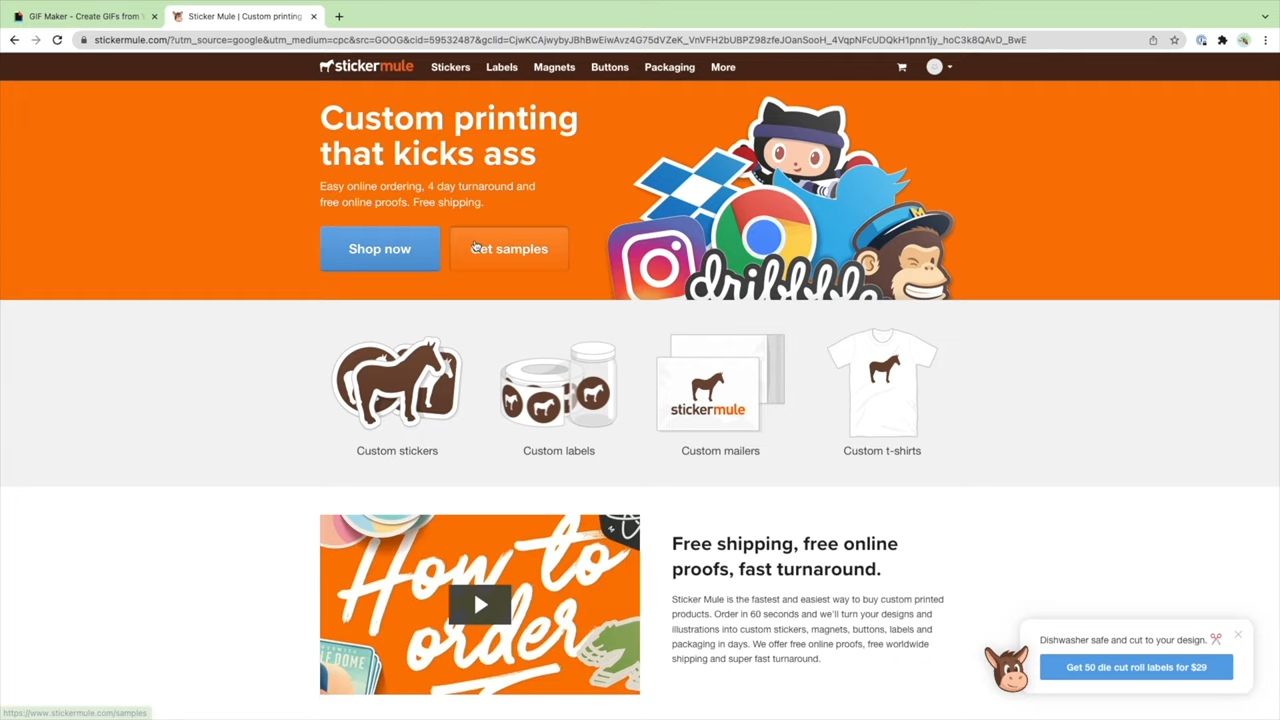 GIF Maker - Create GIFs from
Sticker Mule | Custom printing
stickermule.com/?utm_source=google&utm_medium=cpc&src=GOOG&cid=59532487&gclid=CjwKCAjwybyJBhBwEiwAvz4G75dVZeK_VnVFH2bUBPZ98zfeJOanSooH_4VqpNFcUDQkH1pnn1jy_hoC3k8QAvD_BwE
stickermule Stickers Labels Magnets Buttons Packaging More
Custom printing
that kicks ass
Easy online ordering, 4 day turnaround and
free online proofs. Free shipping.
Shop now
Get samples
dribbble
M
stickermule
Custom stickers
Custom labels
Custom mailers
Custom t-shirts
How to
order
Free shipping, free online
proofs, fast turnaround.
Sticker Mule is the fastest and easiest way to buy custom printed
products. Order in 60 seconds and we'll turn your designs and
illustrations into custom stickers, magnets, buttons, labels and
packaging in days. We offer free online proofs, free worldwide
shipping and super fast turnaround.
Dishwasher safe and cut to your design.
Get 50 die cut roll labels for $29
https://www.stickermule.com/samples